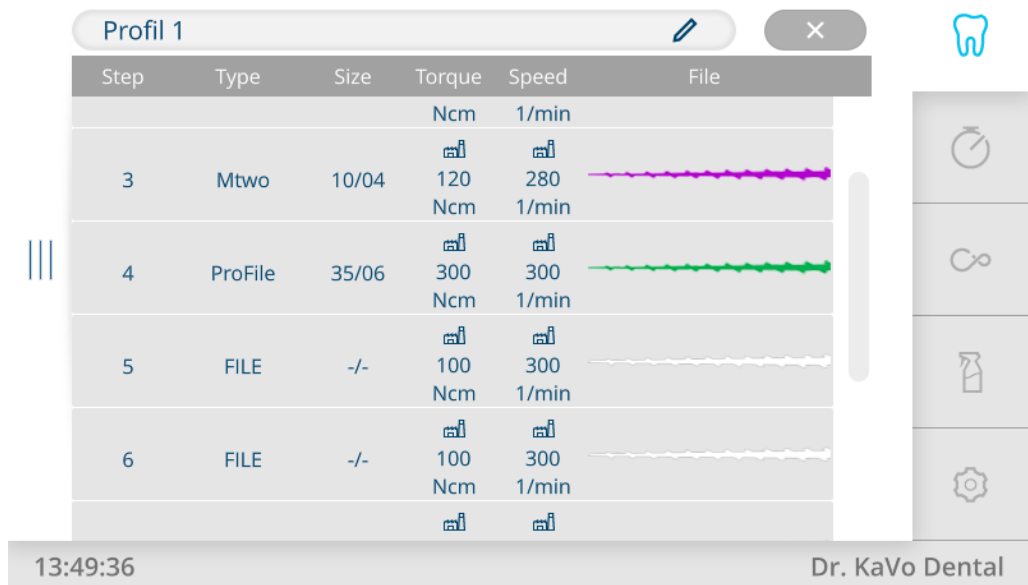 Profil 1
Step Type Size Torque Speed File
Ncm 1/min
3 Mtwo 10/04 120 280
Ncm 1/min
4 ProFile 35/06 300 300
Ncm 1/min
5 FILE -/- 100 300
Ncm 1/min
6 FILE -/- 100 300
Ncm 1/min
13:49:36 Dr. KaVo Dental